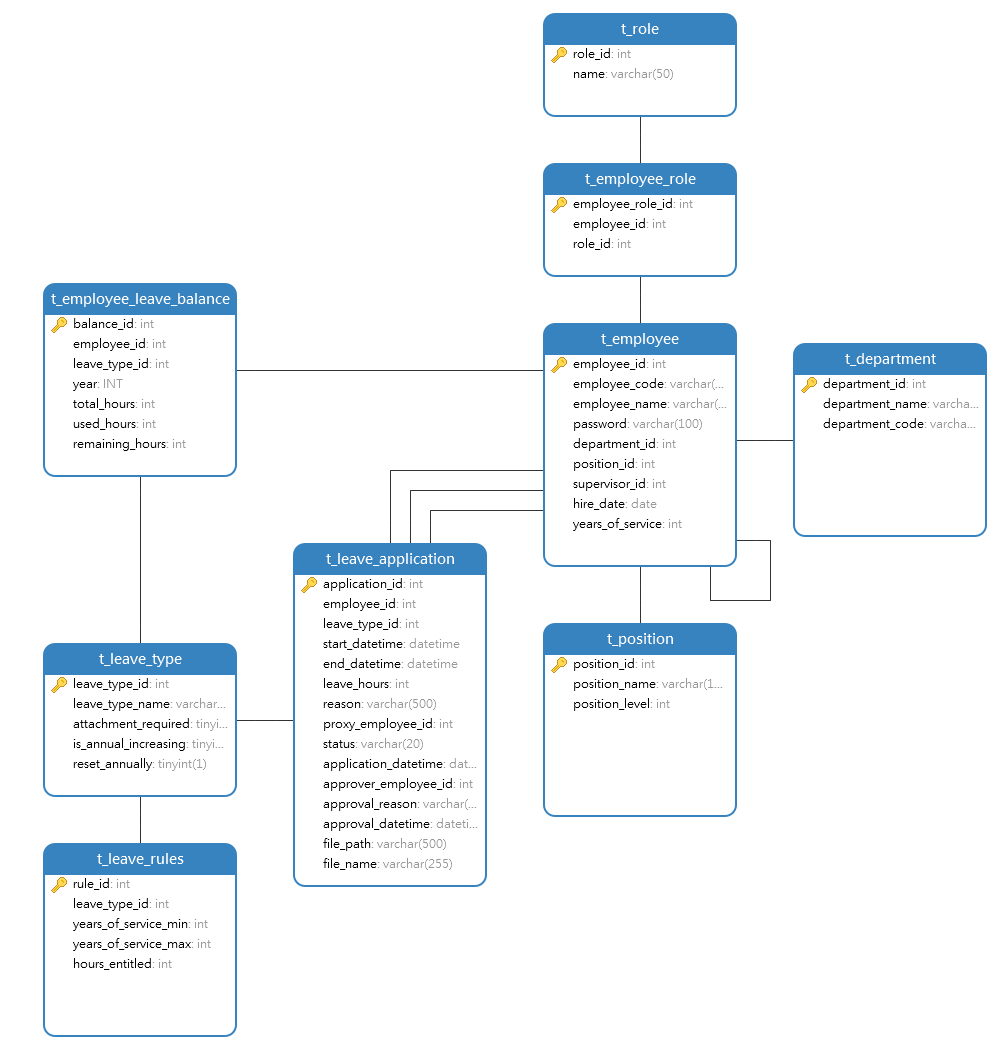 t_role
role_id: int
name: varchar(50)
t_employee_role
employee_role_id: int
employee_id: int
role_id: int
t_employee_leave_balance
balance_id: int
employee_id: int
leave_type_id: int
year: INT
total_hours: int
used_hours: int
remaining_hours: int
t_employee
employee_id: int
employee_code: varchar(...
employee_name: varchar(...
password: varchar(100)
department_id: int
position_id: int
supervisor_id: int
hire_date: date
years_of_service: int
t_department
department_id: int
department_name: varcha...
department_code: varcha...
t_leave_application
application_id: int
employee_id: int
leave_type_id: int
start_datetime: datetime
end_datetime: datetime
leave_hours: int
reason: varchar(500)
proxy_employee_id: int
status: varchar(20)
application_datetime: dat...
approver_employee_id: int
approval_reason: varchar(...
approval_datetime: dateti...
file_path: varchar(500)
file_name: varchar(255)
t_position
position_id: int
position_name: varchar(1...
position_level: int
t_leave_type
leave_type_id: int
leave_type_name: varchar...
attachment_required: tinyi...
is_annual_increasing: tinyi...
reset_annually: tinyint(1)
t_leave_rules
rule_id: int
leave_type_id: int
years_of_service_min: int
years_of_service_max: int
hours_entitled: int